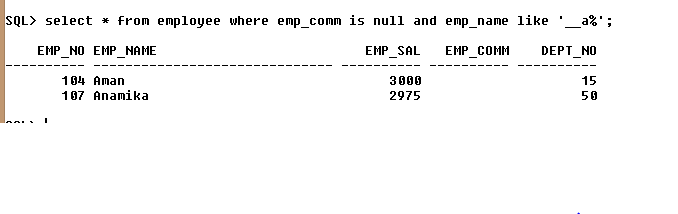 SQL> select * from employee where emp_comm is null and emp_name like '__a%';
EMP_NO EMP_NAME EMP_SAL EMP_COMM DEPT_NO
---------- ------------------------------ ---------- ---------- ----------
104 Aman 3000 15
107 Anamika 2975 50
SQL>